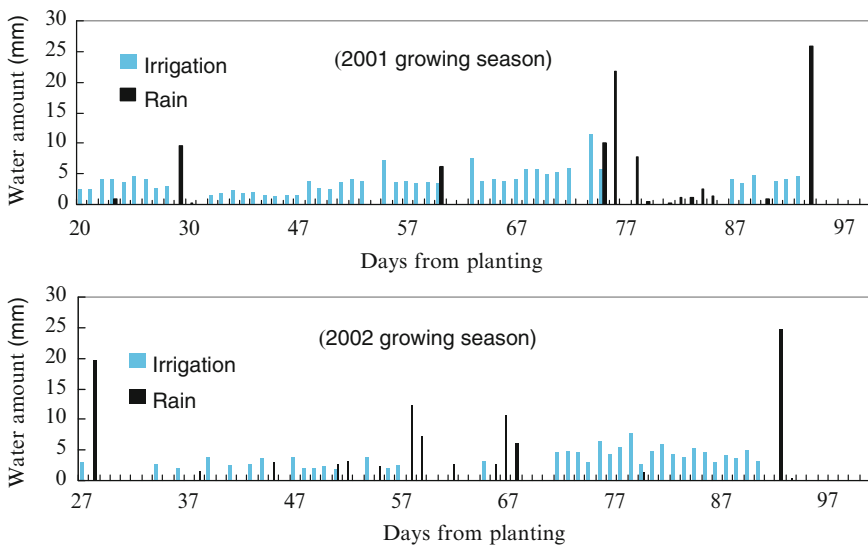 Water amount (mm)
30
25
20
15
10
5
0
(2001 growing season)
Irrigation
Rain
20 30 47 57 67 77 87 97
Days from planting
Water amount (mm)
30
25
20
15
10
5
0
(2002 growing season)
Irrigation
Rain
27 37 47 57 67 77 87 97
Days from planting